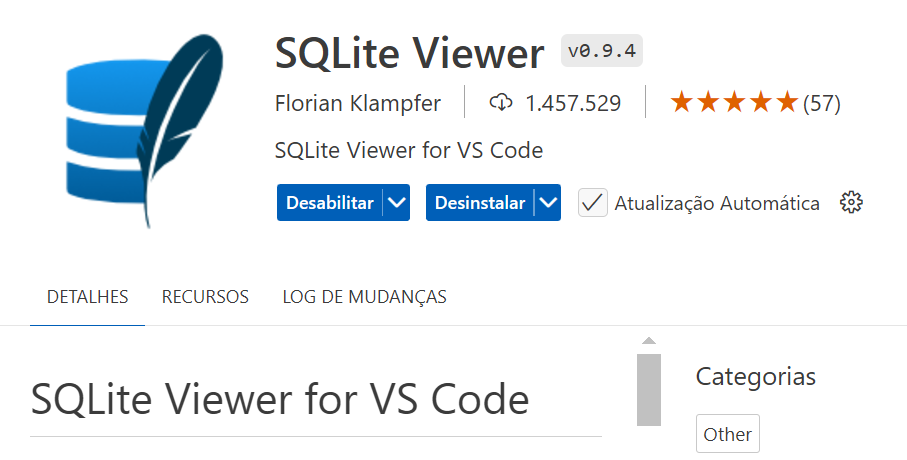 SQLite Viewer v0.9.4
Florian Klampfer 1.457.529 (57)
SQLite Viewer for VS Code
Desabilitar Desinstalar Atualização Automática
DETALHES RECURSOS LOG DE MUDANÇAS
SQLite Viewer for VS Code
Categorias
Other